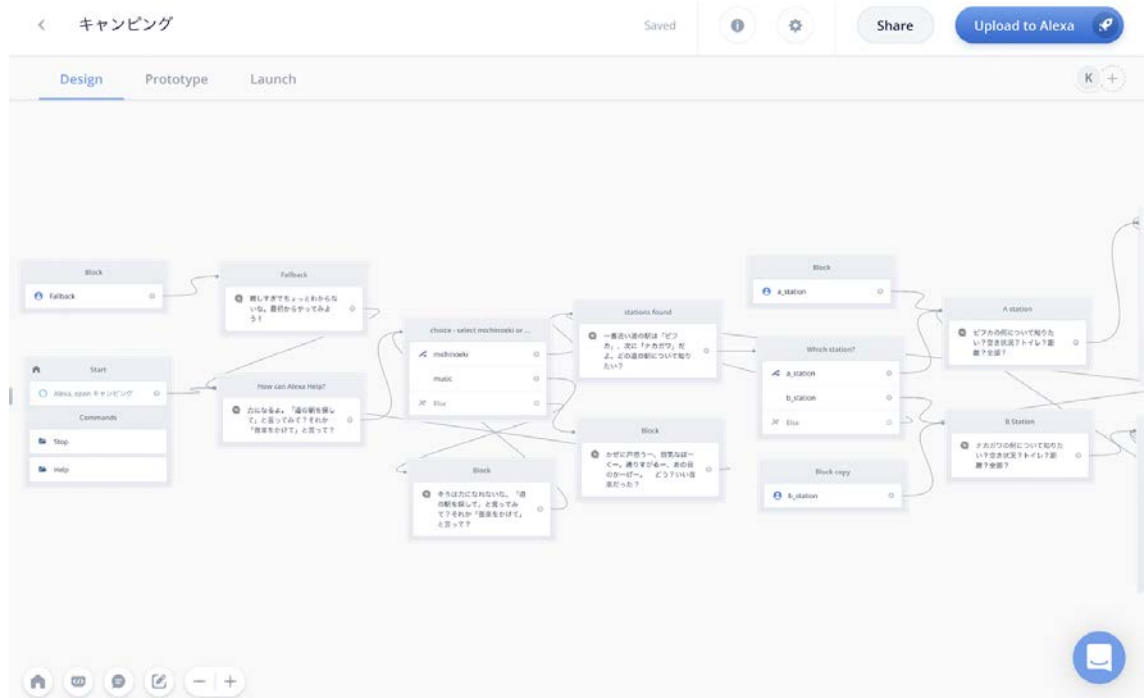 キャンピング
Saved
Share
Upload to Alexa
Design
Prototype
Launch
K
Block
Fallback
Fallback
難しすぎてちょっとわからな
いな。最初からやってみよ
う！
Start
Alexa, open キャンピング
Commands
Stop
Help
How can Alexa Help?
力になるよ。「道の駅を探し
て」と言ってみて？それか
「音楽をかけて」と言って？
choice - select michinoeki or ...
michinoeki
music
Else
Block
そうは力になれないな。「道
の駅を探して」と言ってみ
て？それか「音楽をかけて」
と言って？
stations found
一番近い道の駅は「ピフ
カ」、次に「ナカガワ」だ
よ。どの道の駅について知り
たい？
Block
かぜに戸惑うー、弱気なぼー
くー。通りすがるー、あの日
のかーげー。 どう？いい音
楽だった？
Block
a_station
Which station?
a_station
b_station
Else
Block copy
b_station
A station
ピフカの何について知りた
い？空き状況？トイレ？距
離？全部？
B Station
ナカガワの何について知りた
い？空き状況？トイレ？距
離？全部？